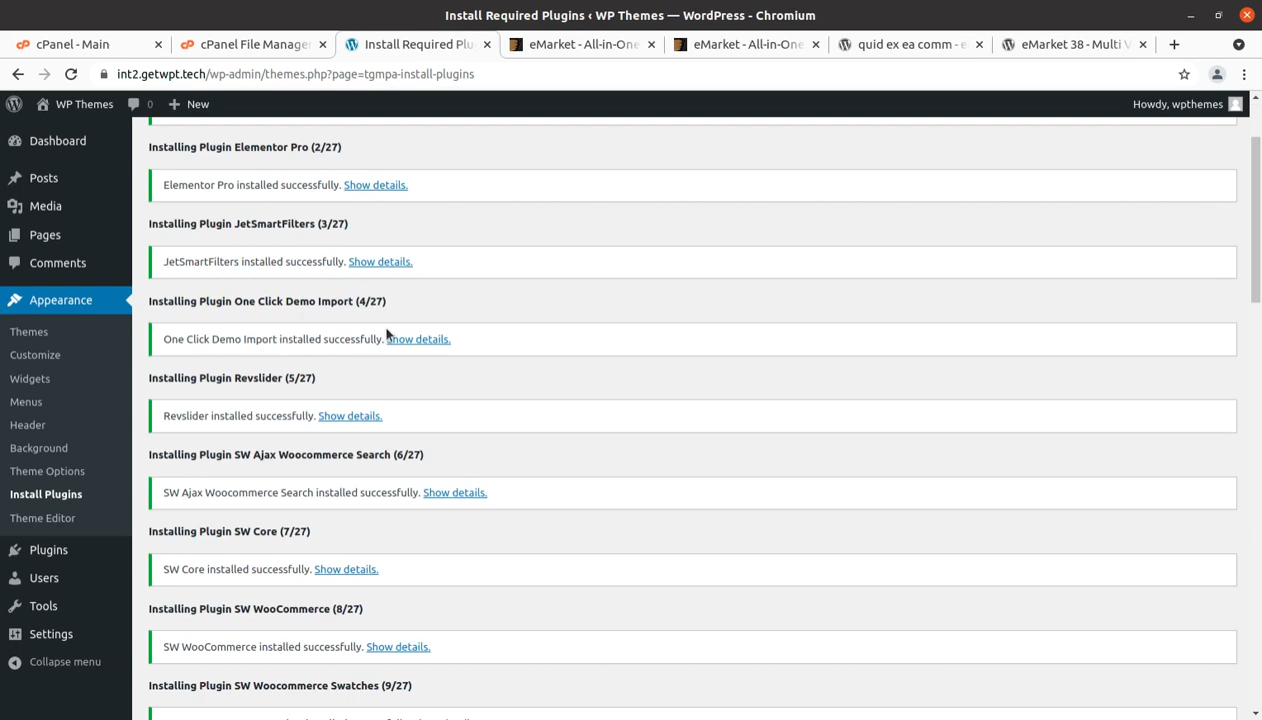 Install Required Plugins ‹ WP Themes — WordPress - Chromium
cPanel - Main
cPanel File Manager
Install Required Plu
eMarket - All-in-One
eMarket - All-in-One
quid ex ea comm - e
eMarket 38 - Multi V
int2.getwpt.tech/wp-admin/themes.php?page=tgmpa-install-plugins
WP Themes
0
New
Howdy, wpthemes
Dashboard
Posts
Media
Pages
Comments
Appearance
Themes
Customize
Widgets
Menus
Header
Background
Theme Options
Install Plugins
Theme Editor
Plugins
Users
Tools
Settings
Collapse menu
Installing Plugin Elementor Pro (2/27)
Elementor Pro installed successfully. Show details.
Installing Plugin JetSmartFilters (3/27)
JetSmartFilters installed successfully. Show details.
Installing Plugin One Click Demo Import (4/27)
One Click Demo Import installed successfully. Show details.
Installing Plugin Revslider (5/27)
Revslider installed successfully. Show details.
Installing Plugin SW Ajax Woocommerce Search (6/27)
SW Ajax Woocommerce Search installed successfully. Show details.
Installing Plugin SW Core (7/27)
SW Core installed successfully. Show details.
Installing Plugin SW WooCommerce (8/27)
SW WooCommerce installed successfully. Show details.
Installing Plugin SW Woocommerce Swatches (9/27)